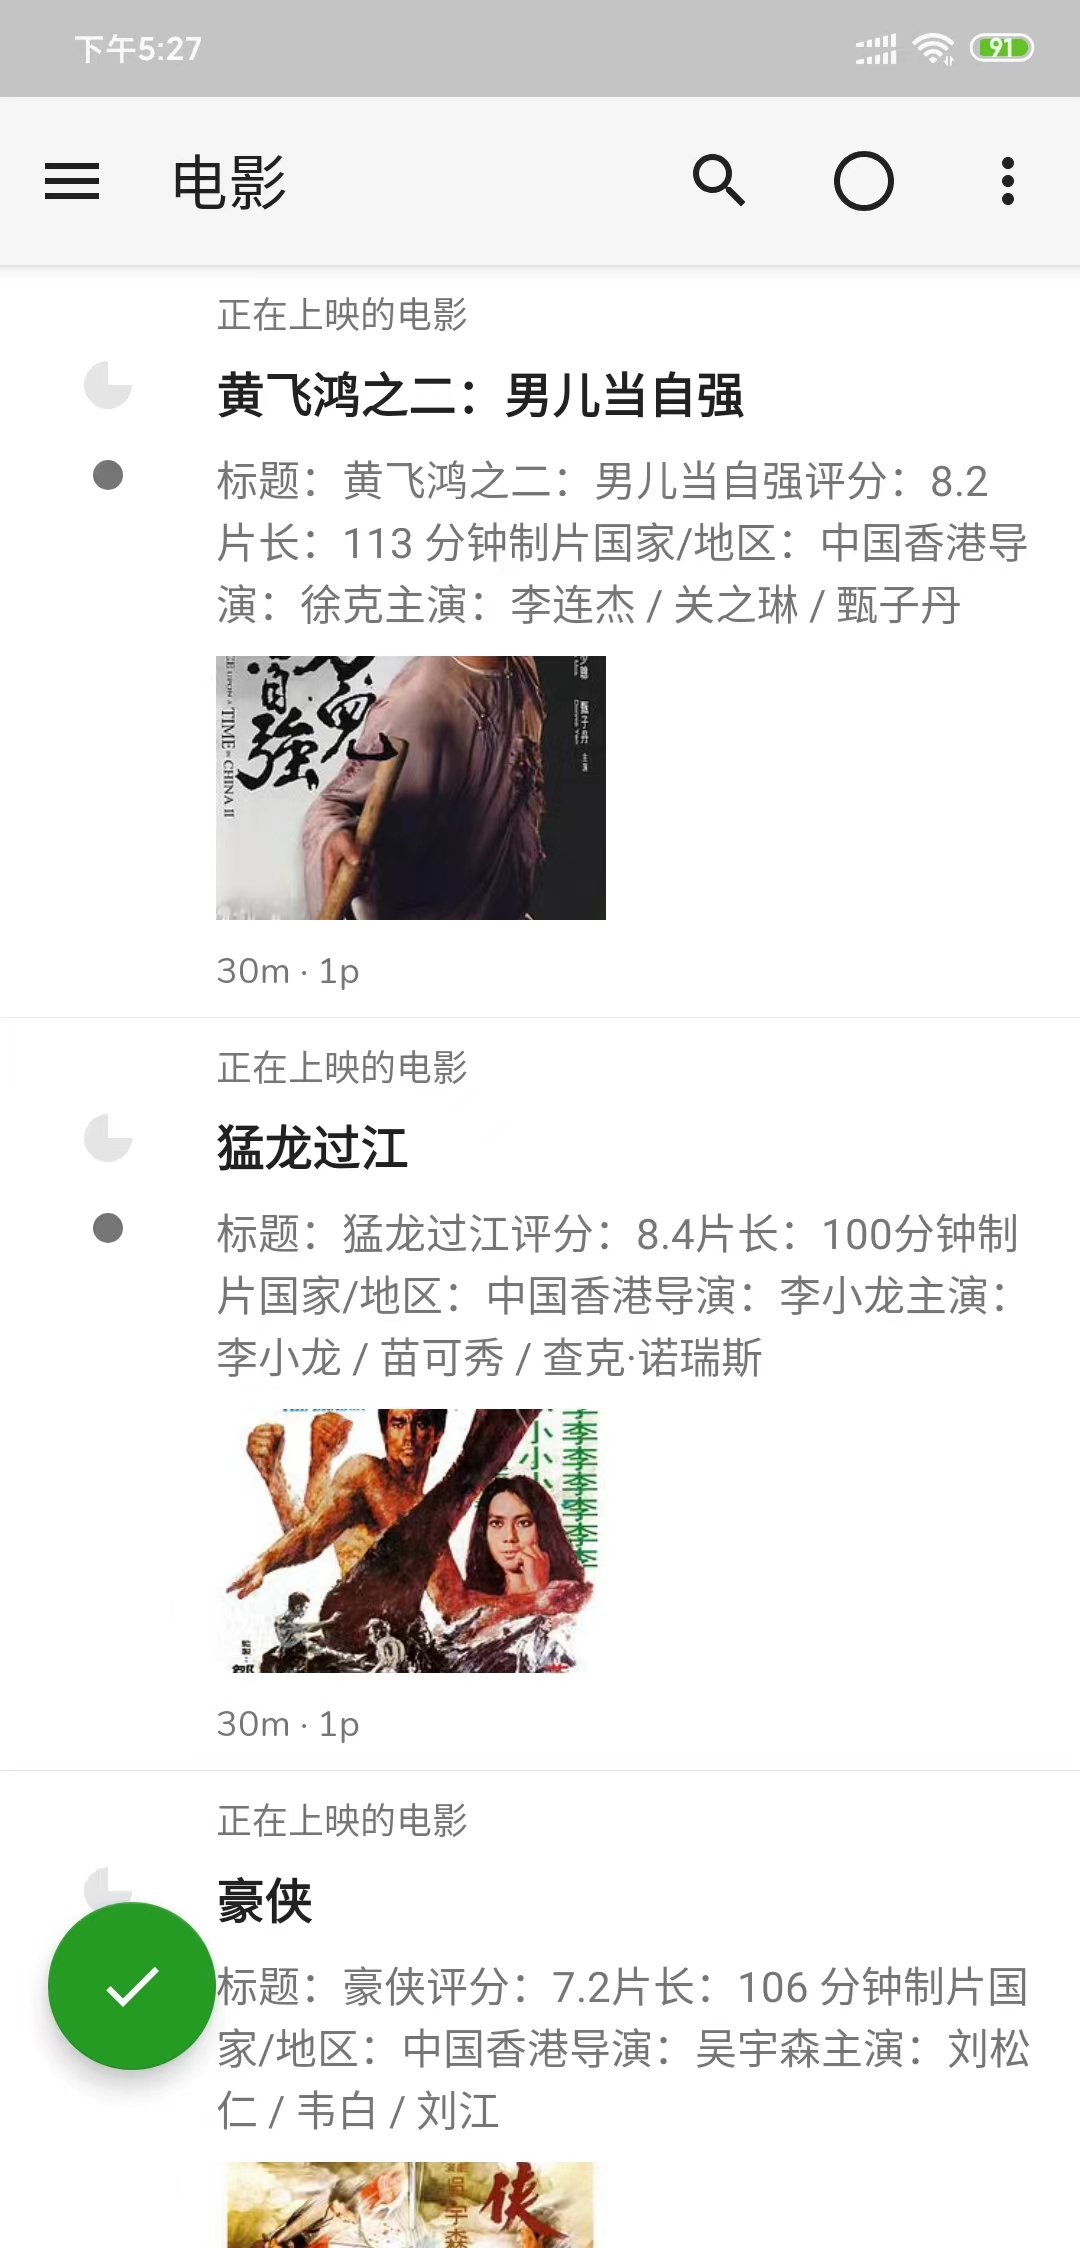 下午5:27
91
电影
正在上映的电影
黄飞鸿之二：男儿当自强
标题：黄飞鸿之二：男儿当自强评分：8.2
片长：113 分钟制片国家/地区：中国香港导
演：徐克主演：李连杰 / 关之琳 / 甄子丹
TIME IN CHINA II
強
甄子丹
主演
30m · 1p
正在上映的电影
猛龙过江
标题：猛龙过江评分：8.4片长：100分钟制
片国家/地区：中国香港导演：李小龙主演：
李小龙 / 苗可秀 / 查克·诺瑞斯
小小小
李李李李李李
30m · 1p
正在上映的电影
豪侠
标题：豪侠评分：7.2片长：106 分钟制片国
家/地区：中国香港导演：吴宇森主演：刘松
仁 / 韦白 / 刘江
侠
宇森